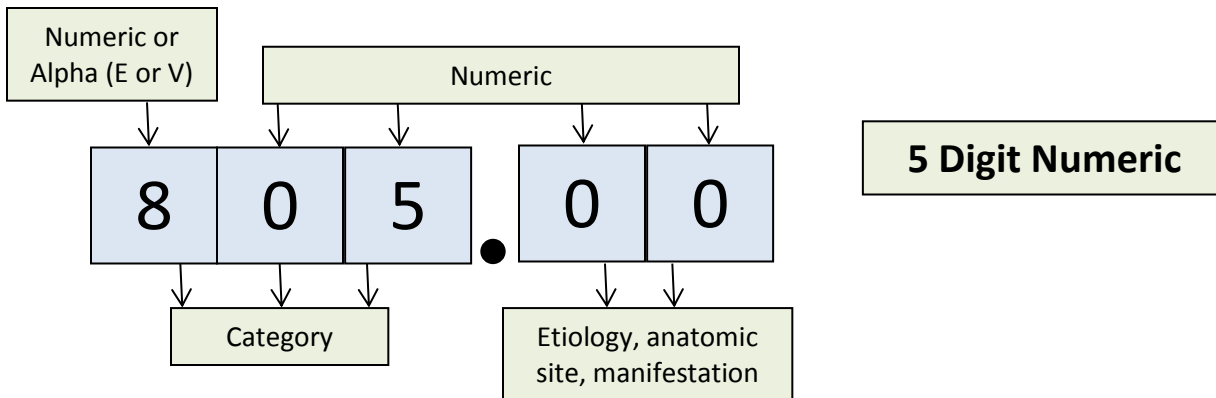 Numeric or
Alpha (E or V)
Numeric
8 0 5 . 0 0
5 Digit Numeric
Category
Etiology, anatomic
site, manifestation